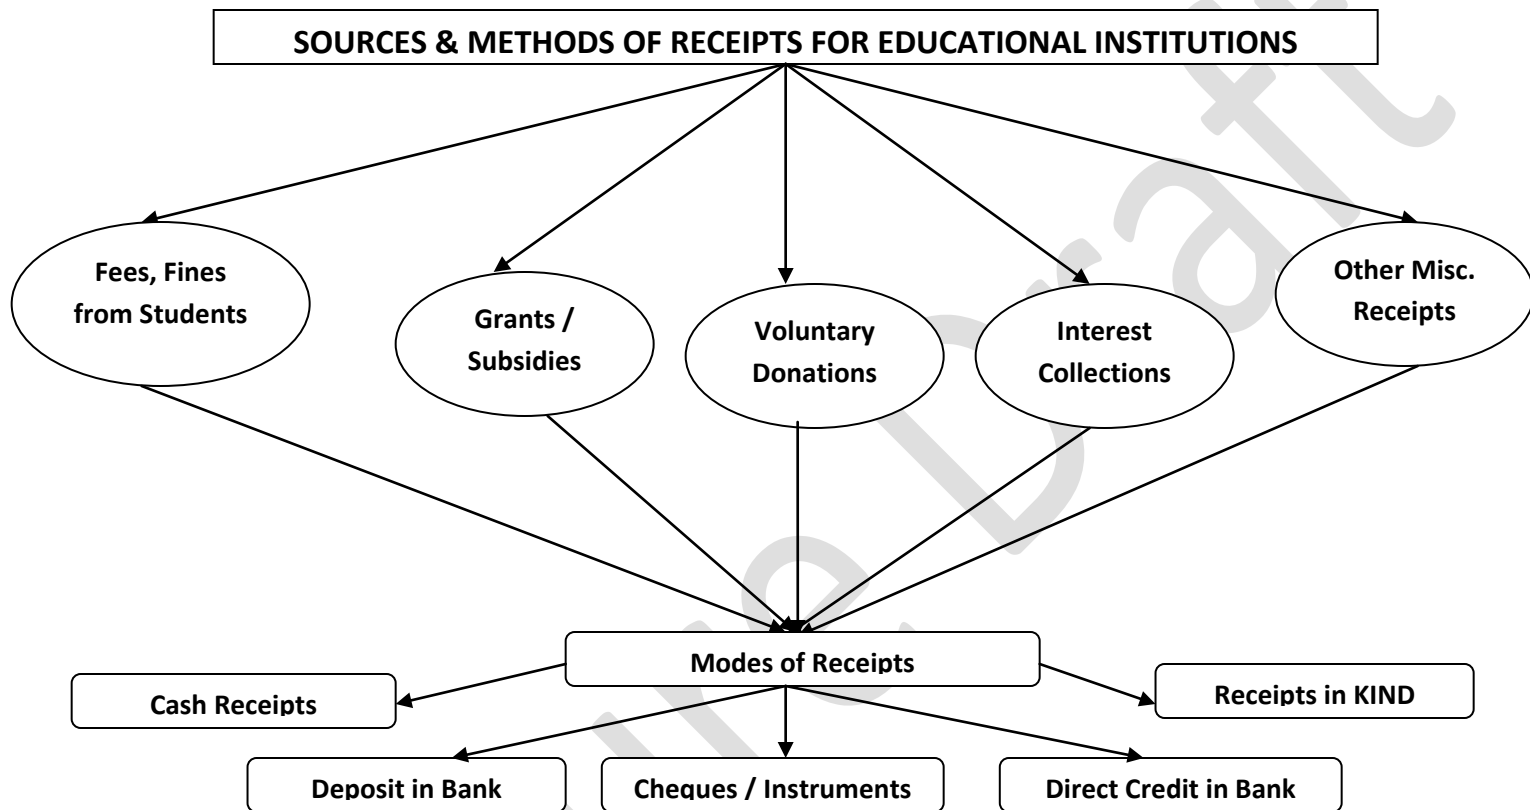 SOURCES & METHODS OF RECEIPTS FOR EDUCATIONAL INSTITUTIONS
Fees, Fines
from Students
Grants /
Subsidies
Voluntary
Donations
Interest
Collections
Other Misc.
Receipts
Modes of Receipts
Cash Receipts
Receipts in KIND
Deposit in Bank
Cheques / Instruments
Direct Credit in Bank
Draft